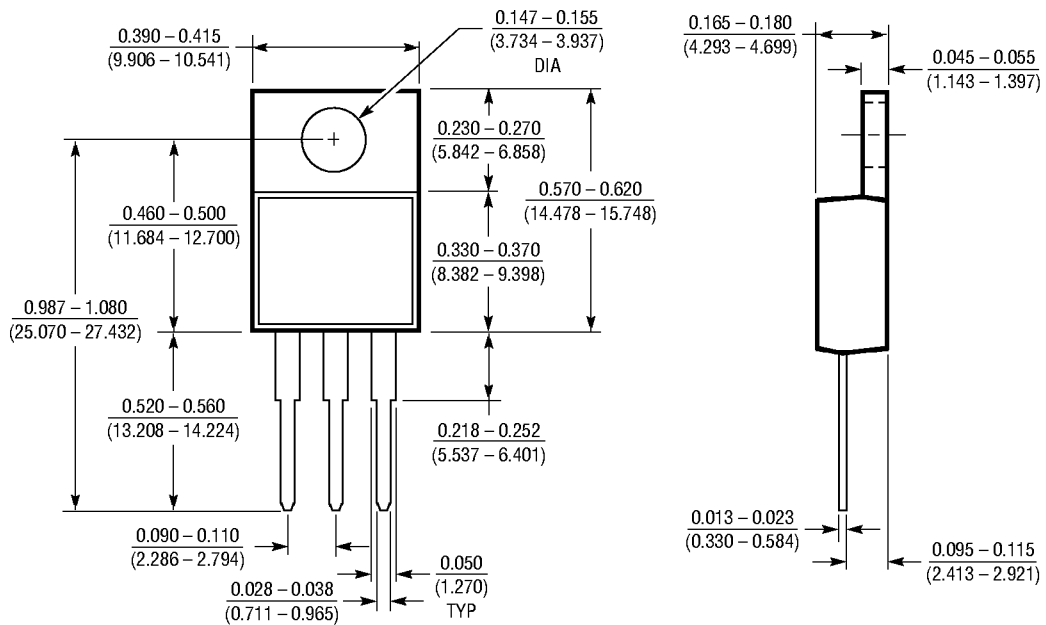 0.390 – 0.415
(9.906 – 10.541)
0.147 – 0.155
(3.734 – 3.937)
DIA
0.165 – 0.180
(4.293 – 4.699)
0.045 – 0.055
(1.143 – 1.397)
0.230 – 0.270
(5.842 – 6.858)
0.570 – 0.620
(14.478 – 15.748)
0.460 – 0.500
(11.684 – 12.700)
0.330 – 0.370
(8.382 – 9.398)
0.987 – 1.080
(25.070 – 27.432)
0.520 – 0.560
(13.208 – 14.224)
0.218 – 0.252
(5.537 – 6.401)
0.090 – 0.110
(2.286 – 2.794)
0.050
(1.270)
TYP
0.028 – 0.038
(0.711 – 0.965)
0.013 – 0.023
(0.330 – 0.584)
0.095 – 0.115
(2.413 – 2.921)